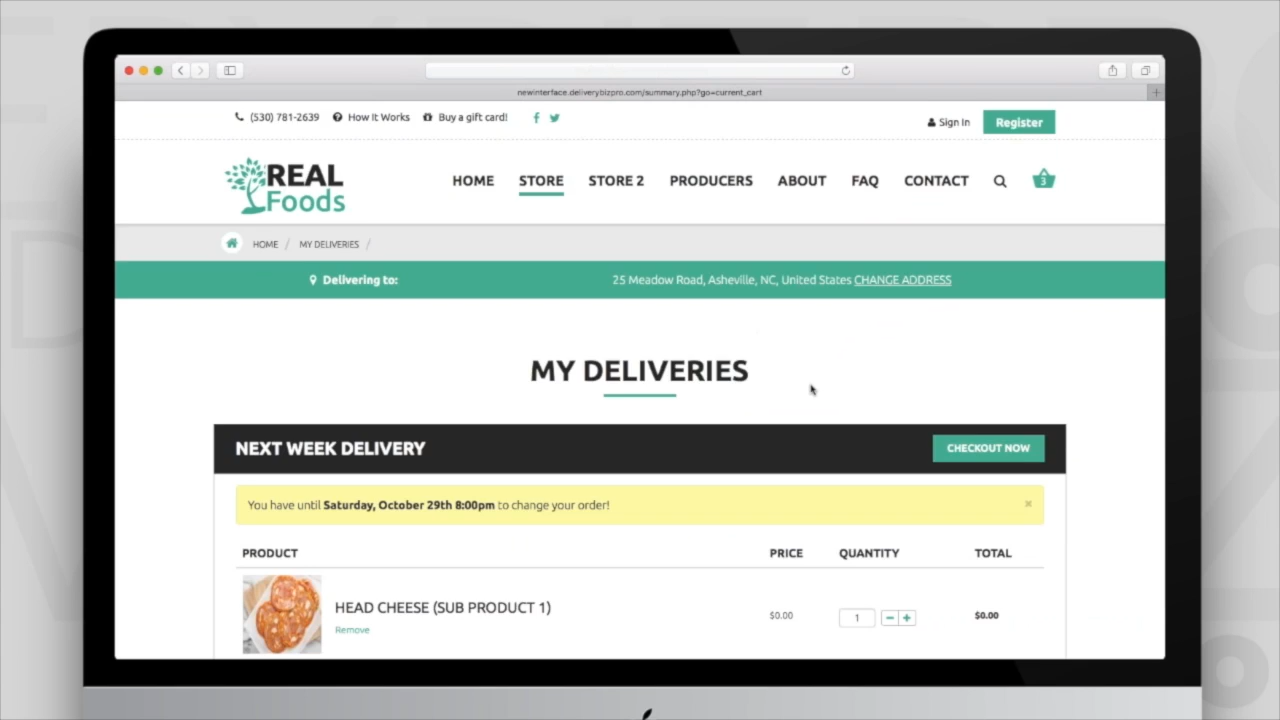 newinterface.deliverybizpro.com/summary.php?go=current_cart
(530) 781-2639 How It Works Buy a gift card! Sign In Register
REAL
Foods
HOME STORE STORE 2 PRODUCERS ABOUT FAQ CONTACT 3
HOME / MY DELIVERIES /
Delivering to: 25 Meadow Road, Asheville, NC, United States CHANGE ADDRESS
MY DELIVERIES
NEXT WEEK DELIVERY CHECKOUT NOW
You have until Saturday, October 29th 8:00pm to change your order! ×
PRODUCT PRICE QUANTITY TOTAL
HEAD CHEESE (SUB PRODUCT 1) $0.00 1 $0.00
Remove